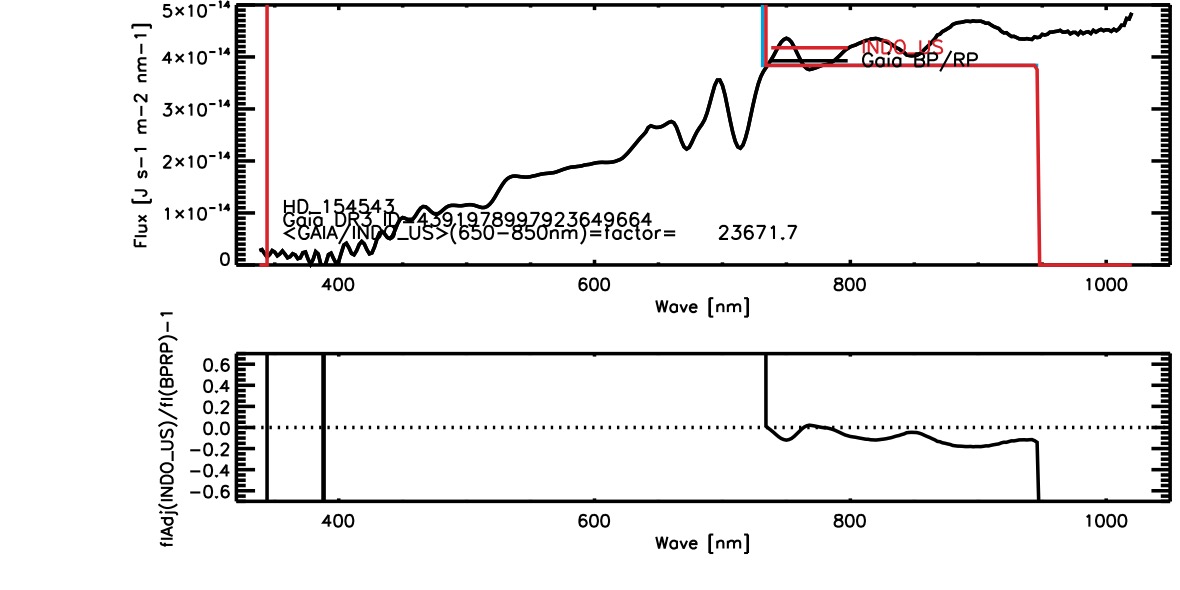 5×10−14
4×10−14
3×10−14
2×10−14
1×10−14
0
Flux [J s−1 m−2 nm−1]
INDO_US
Gaia BP/RP
HD_154543
Gaia DR3 ID=4391978997923649664
<GAIA/INDO_US>(650−850nm)=factor= 23671.7
400 600 800 1000
Wave [nm]
flAdj(INDO_US)/fl(BPRP)−1
0.6
0.4
0.2
0.0
−0.2
−0.4
−0.6
400 600 800 1000
Wave [nm]